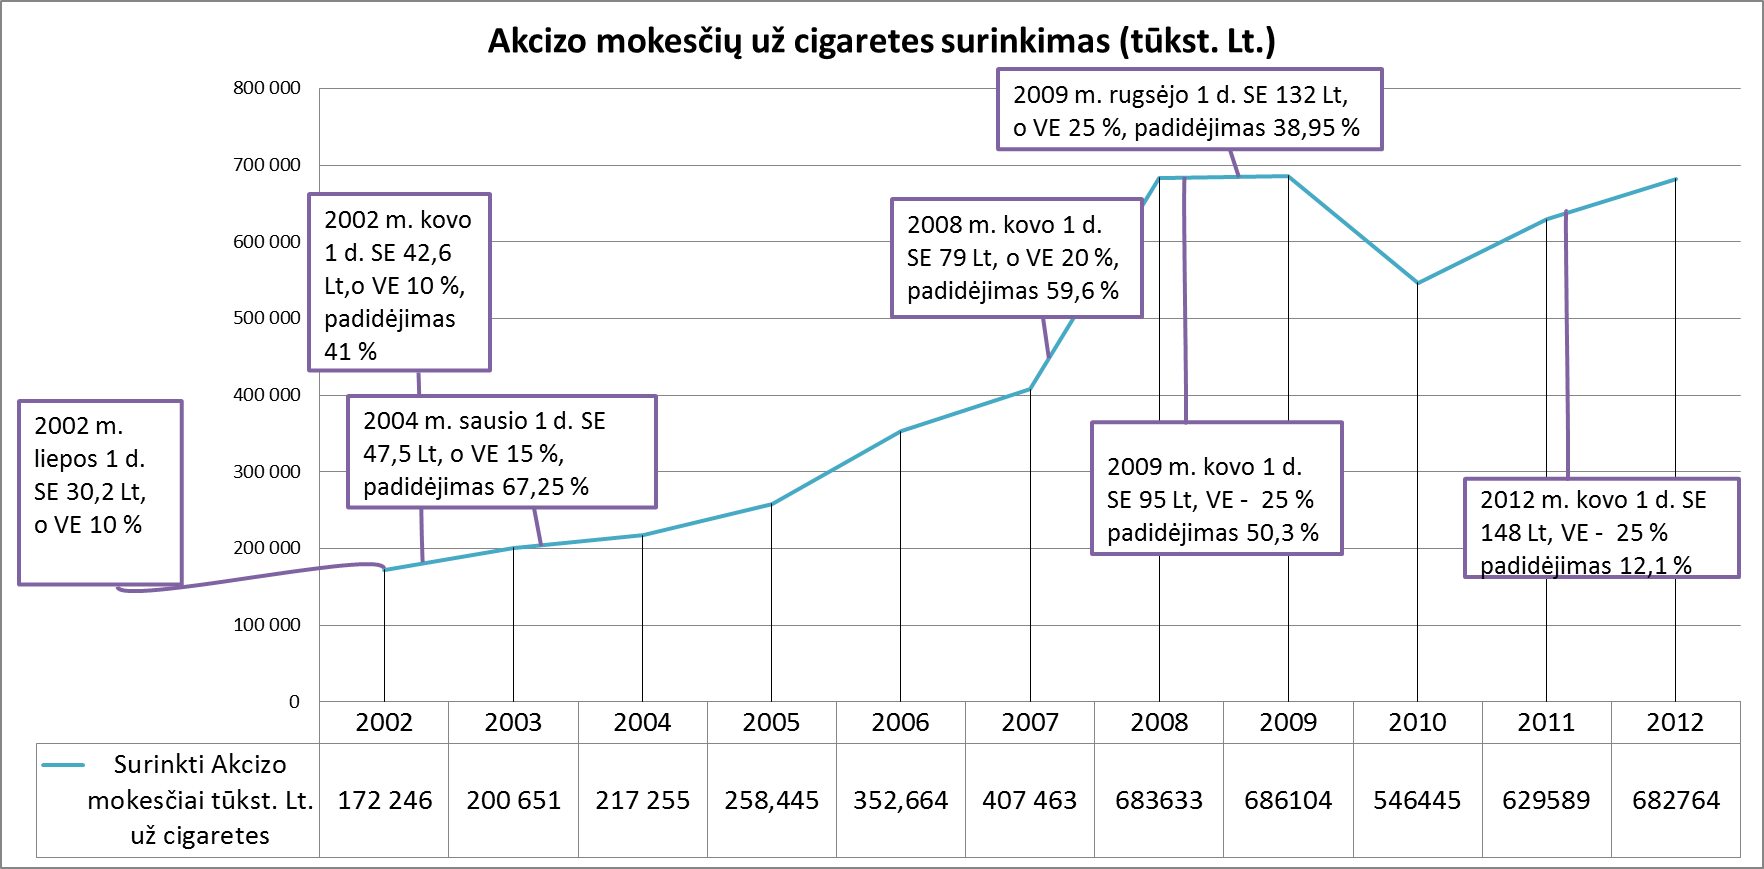 Akcizo mokesčių už cigaretes surinkimas (tūkst. Lt.)
800 000
700 000
600 000
500 000
400 000
300 000
200 000
100 000
0
2002 m.
liepos 1 d.
SE 30,2 Lt,
o VE 10 %
2002 m. kovo
1 d. SE 42,6
Lt,o VE 10 %,
padidėjimas
41 %
2004 m. sausio 1 d. SE
47,5 Lt, o VE 15 %,
padidėjimas 67,25 %
2008 m. kovo 1 d.
SE 79 Lt, o VE 20 %,
padidėjimas 59,6 %
2009 m. rugsėjo 1 d. SE 132 Lt,
o VE 25 %, padidėjimas 38,95 %
2009 m. kovo 1 d.
SE 95 Lt, VE - 25 %
padidėjimas 50,3 %
2012 m. kovo 1 d. SE
148 Lt, VE - 25 %
padidėjimas 12,1 %
2002 2003 2004 2005 2006 2007 2008 2009 2010 2011 2012
Surinkti Akcizo
mokesčiai tūkst. Lt.
už cigaretes
172 246 200 651 217 255 258,445 352,664 407 463 683633 686104 546445 629589 682764